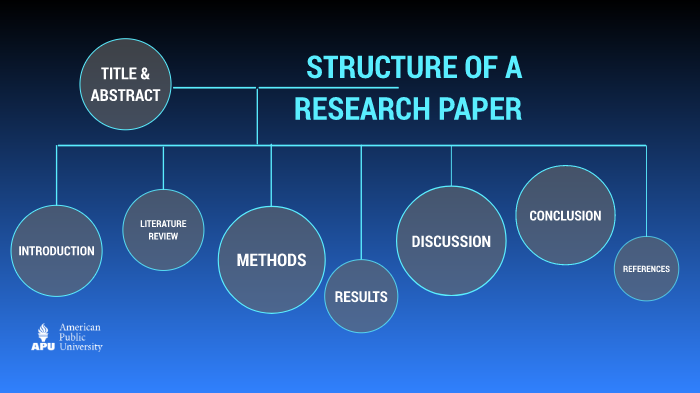 TITLE &
ABSTRACT
STRUCTURE OF A
RESEARCH PAPER
INTRODUCTION
LITERATURE
REVIEW
METHODS
RESULTS
DISCUSSION
CONCLUSION
REFERENCES
APU
American
Public
University